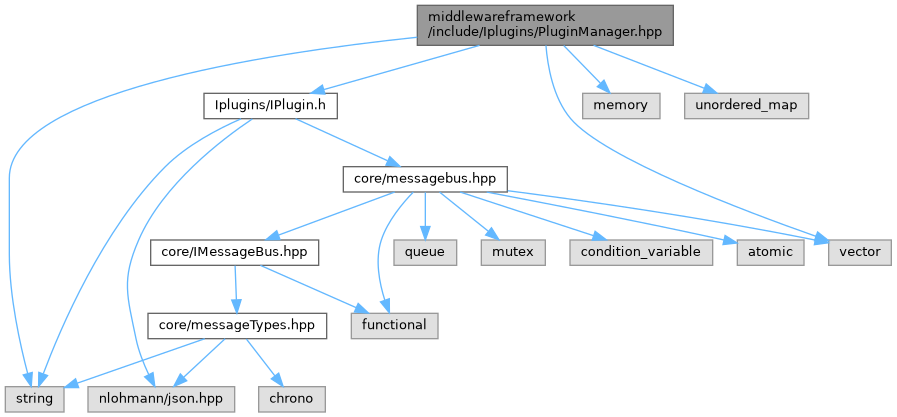 middlewareframework
/include/Iplugins/PluginManager.hpp
Iplugins/IPlugin.h
memory
unordered_map
core/messagebus.hpp
core/IMessageBus.hpp
queue
mutex
condition_variable
atomic
vector
core/messageTypes.hpp
functional
string
nlohmann/json.hpp
chrono